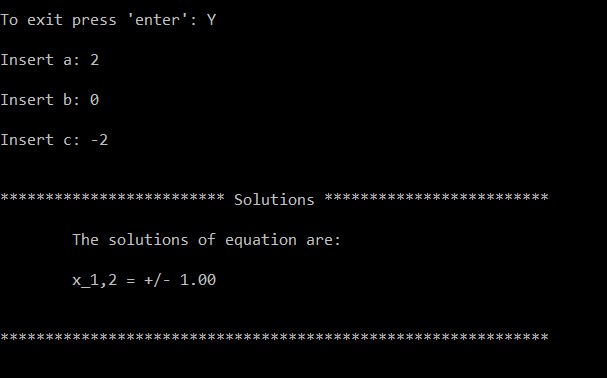 To exit press 'enter': Y
Insert a: 2
Insert b: 0
Insert c: -2
************************* Solutions *************************
The solutions of equation are:
x_1,2 = +/- 1.00
*************************************************************